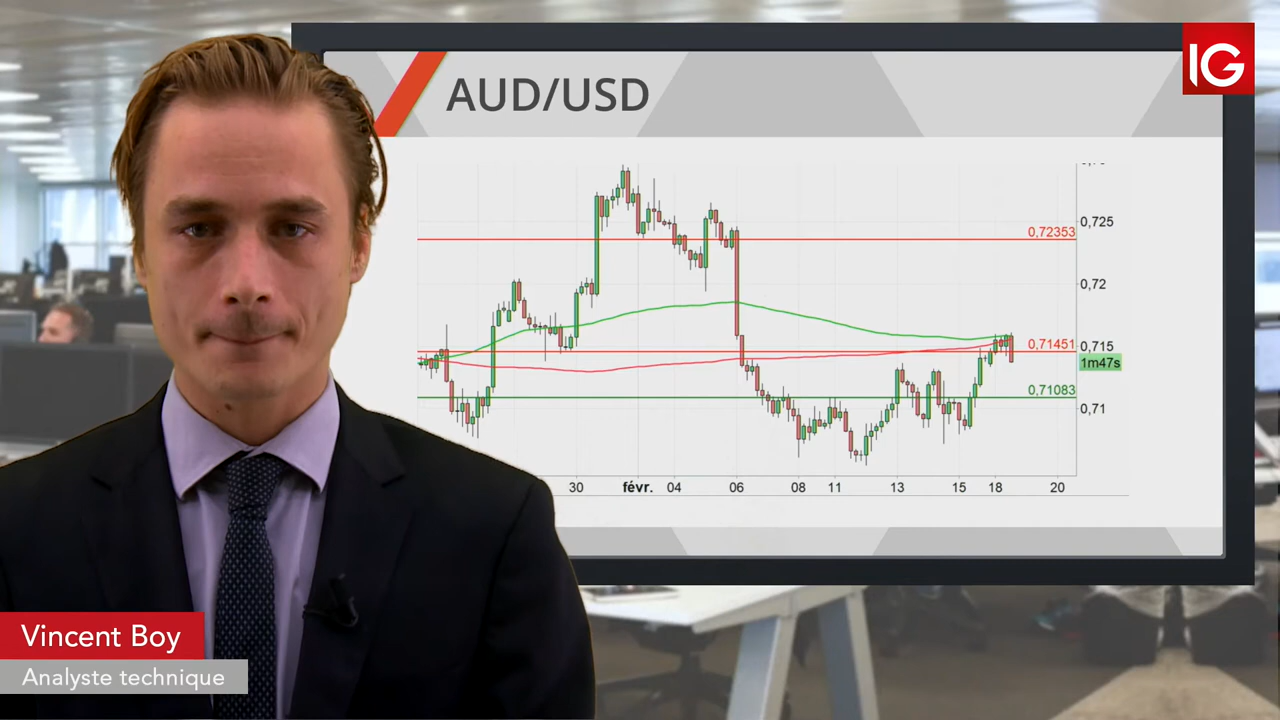 IG
AUD/USD
0,725
0,72353
0,72
0,71451
0,715
1m47s
0,71083
0,71
30 févr. 04 06 08 11 13 15 18 20
Vincent Boy
Analyste technique